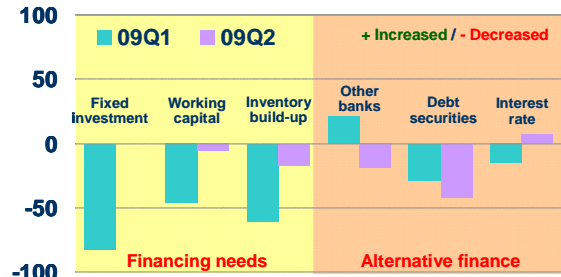 100
09Q1
09Q2
+ Increased / - Decreased
50
Fixed
investment
Working
capital
Inventory
build-up
Other
banks
Debt
securities
Interest
rate
0
-50
-100
Financing needs
Alternative finance